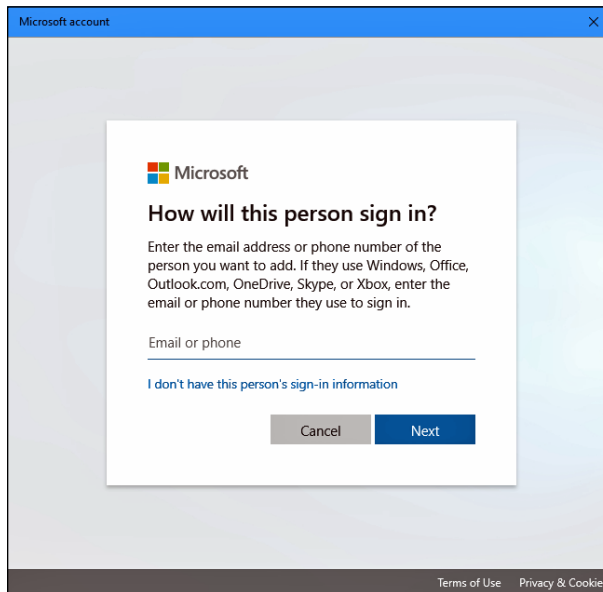 Microsoft account
Microsoft
How will this person sign in?
Enter the email address or phone number of the
person you want to add. If they use Windows, Office,
Outlook.com, OneDrive, Skype, or Xbox, enter the
email or phone number they use to sign in.
Email or phone
I don't have this person's sign-in information
Cancel Next
Terms of Use Privacy & Cookie